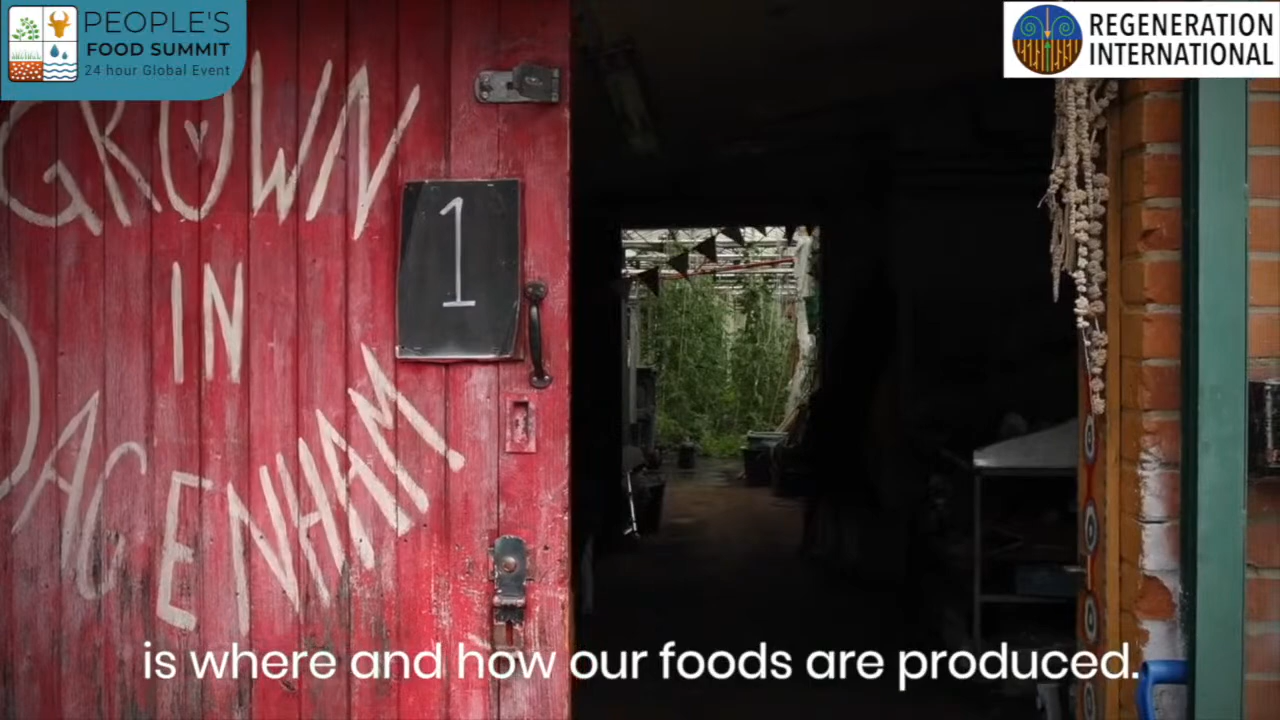 PEOPLE'S
FOOD SUMMIT
24 hour Global Event
REGENERATION
INTERNATIONAL
GROWN
IN
DAGENHAM
1
is where and how our foods are produced.